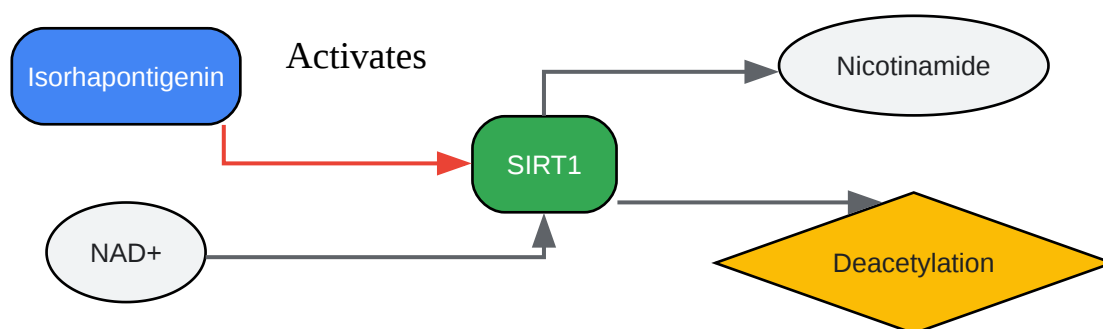 Isorhapontigenin
Activates
Nicotinamide
SIRT1
NAD+
Deacetylation